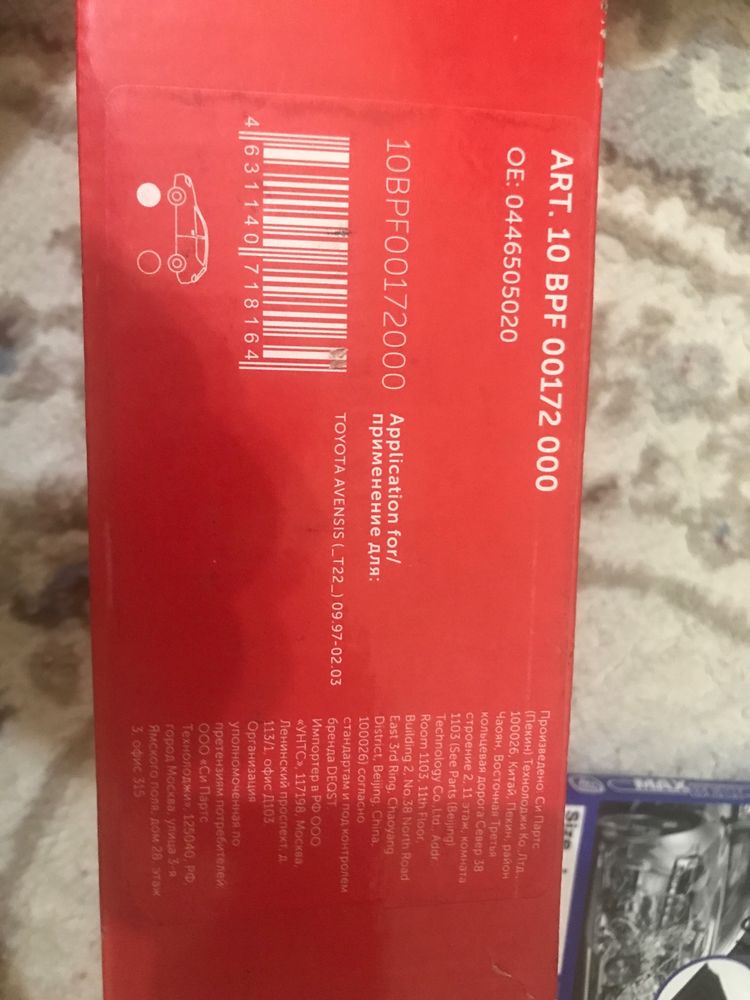 ART. 10 BPF 00172 000
OE: 0446505020
10BPF00172000
4 631140 718164
Application for/
применение для:
TOYOTA AVENSIS (_T22_) 09.97-02.03
Произведено: Си Партс
(Пекин) Технолоджи Ко. Лтд.,
100026, Китай, Пекин, район
Чаоян, Восточная Третья
кольцевая дорога Север 38
строение 2, 11 этаж, комната
1103 (See Parts (Beijing)
Technology Co., Ltd., Addr:
Room 1103, 11th Floor,
Building 2, No.38 North Road
East 3rd Ring, Chaoyang
District, Beijing, China,
100026) согласно
стандартам и под контролем
бренда DEQST
Импортер в РФ ООО
«УНТС», 117198, Москва,
Ленинский проспект, д.
113/1, офис Д103
Организация
уполномоченная по
претензиям потребителей
ООО «Си Партс
Технолоджи», 125040, РФ,
город Москва, улица 3-я
Ямского поля, дом 28, этаж
3, офис 315
MAX
Size